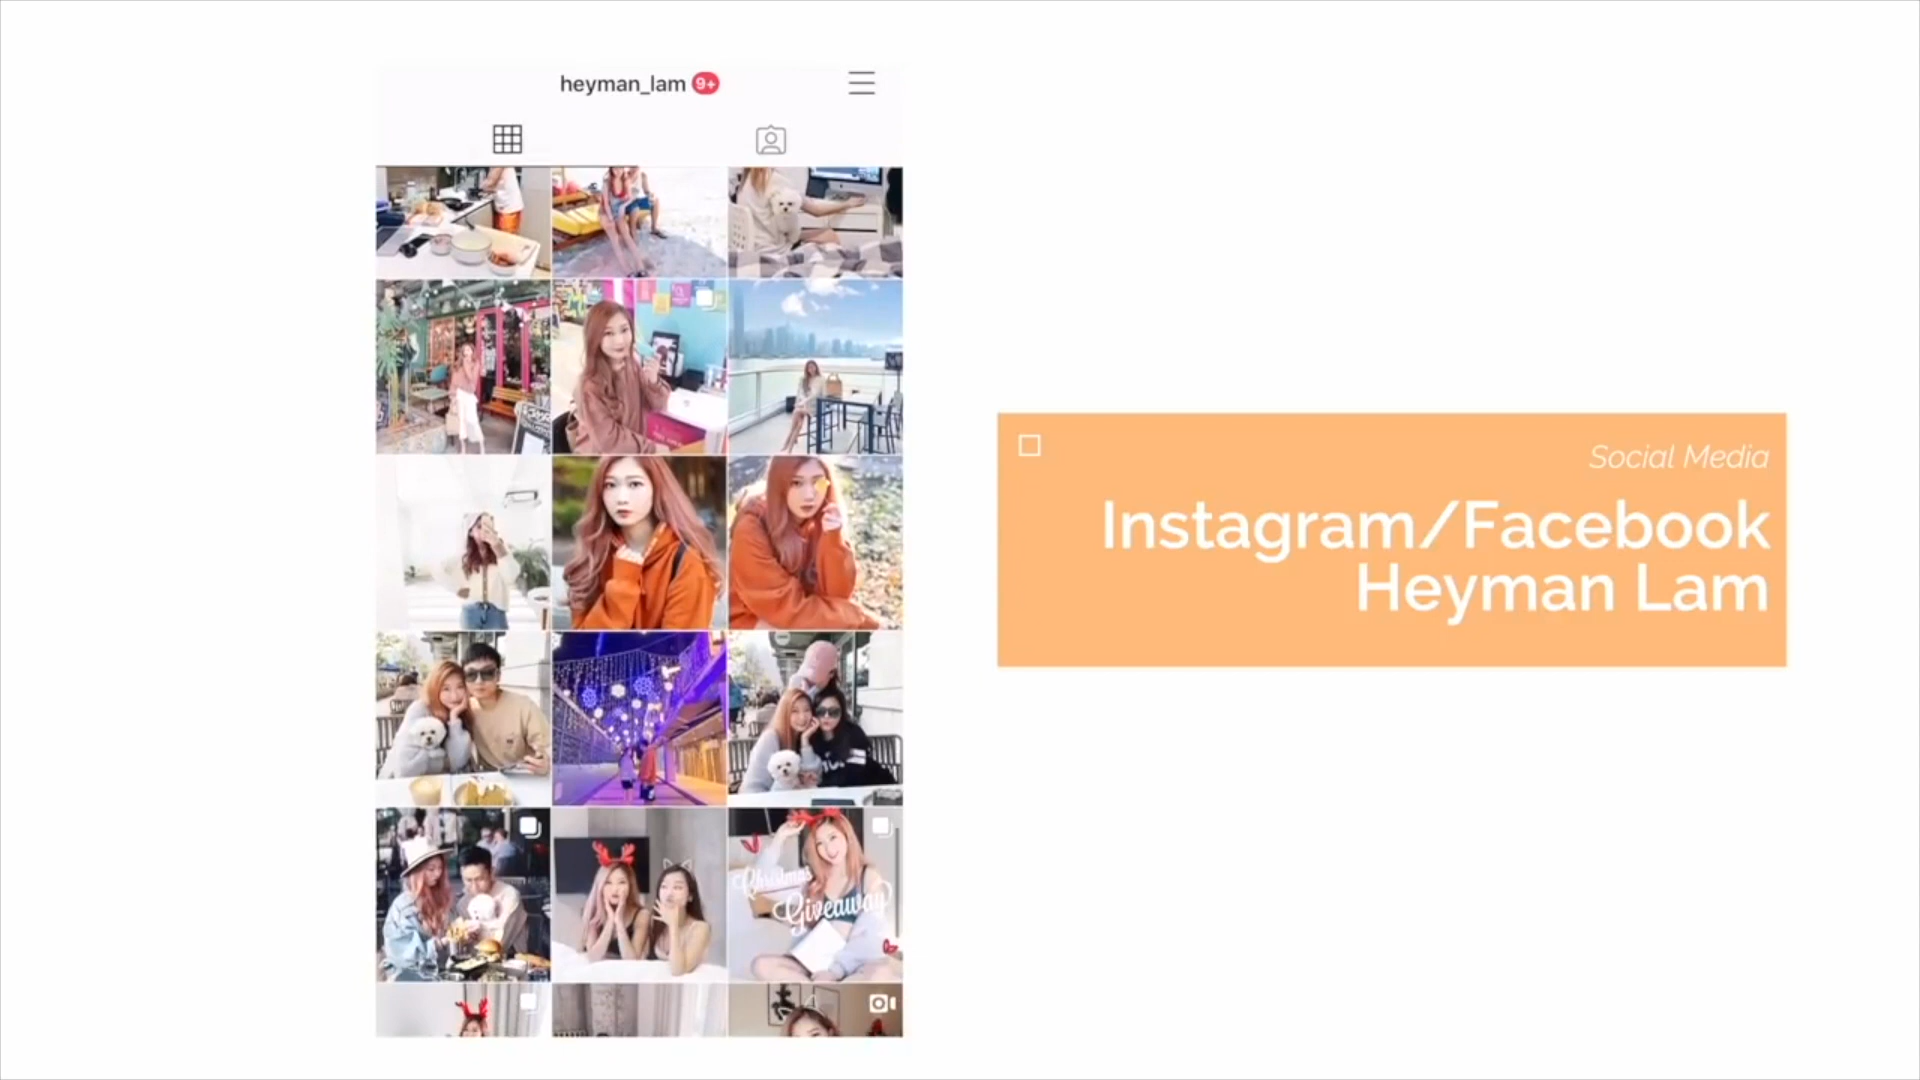 heyman_lam 9+
Christmas
Giveaway
Social Media
Instagram/Facebook
Heyman Lam